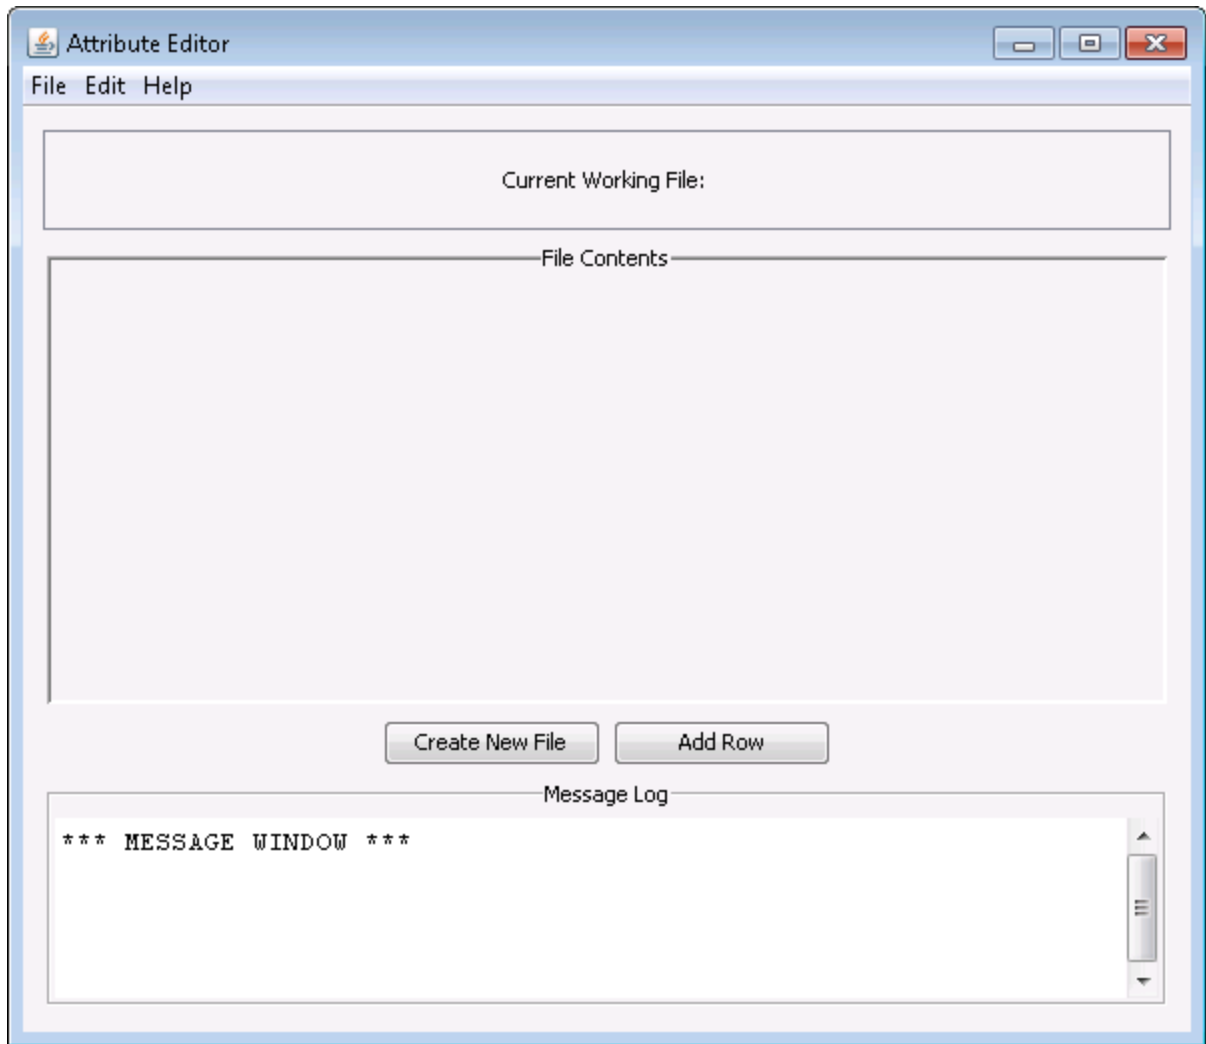 Attribute Editor
File Edit Help
Current Working File:
File Contents
Create New File Add Row
Message Log
*** MESSAGE WINDOW ***